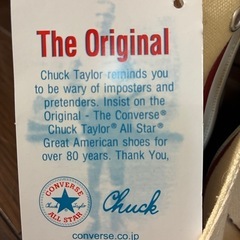 The Original
Chuck Taylor reminds you
to be wary of imposters and
pretenders. Insist on the
Original - The Converse®
Chuck Taylor® All Star®
Great American shoes for
over 80 years. Thank You,
CONVERSE
Chuck Taylor
ALL STAR
Chuck
converse.co.jp